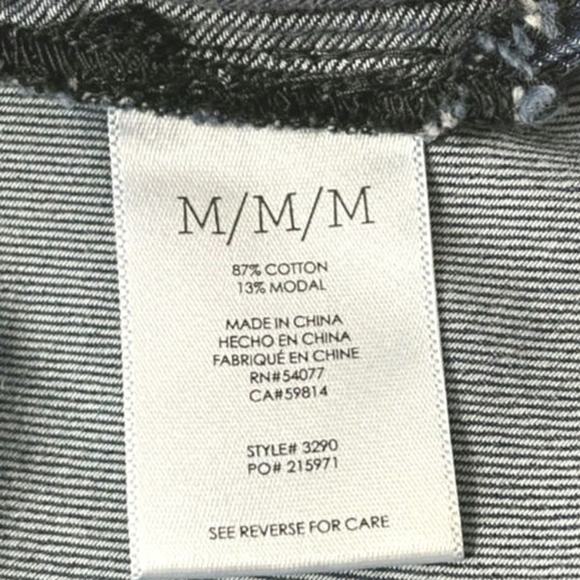 M/M/M
87% COTTON
13% MODAL
MADE IN CHINA
HECHO EN CHINA
FABRIQUÉ EN CHINE
RN#54077
CA#59814
STYLE# 3290
PO# 215971
SEE REVERSE FOR CARE